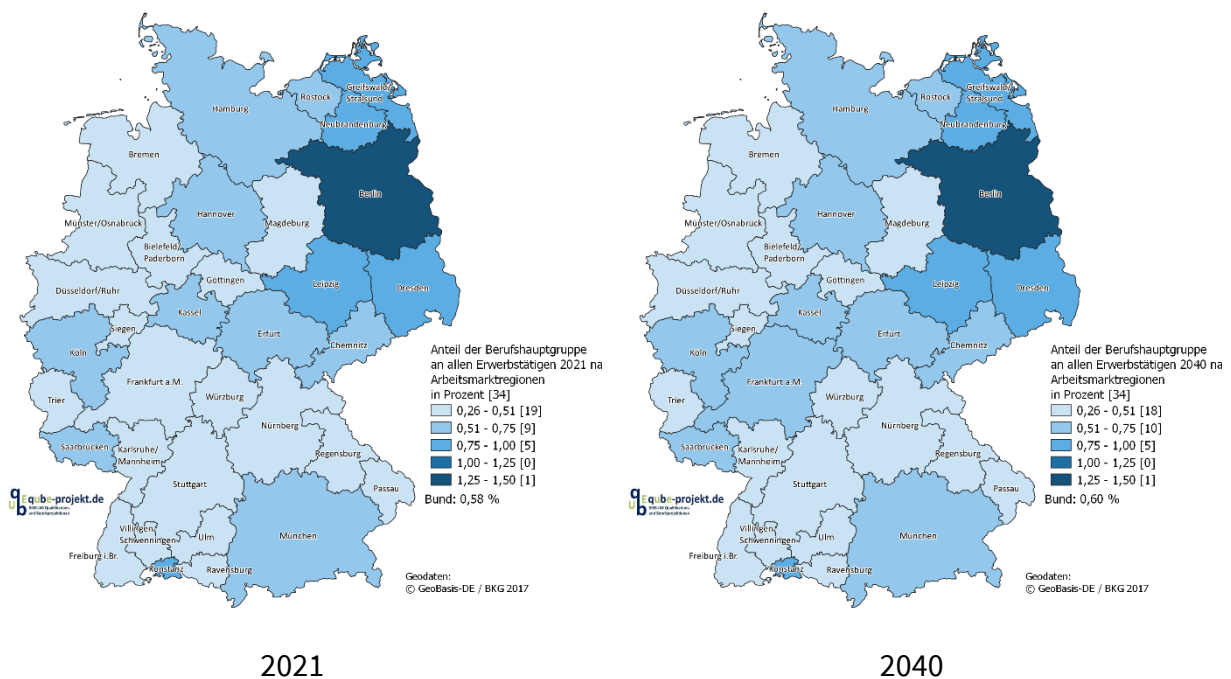 Hamburg
Rostock
Greifswald/
Stralsund
Neubrandenburg
Bremen
Berlin
Hannover
Magdeburg
Münster/Osnabrück
Bielefeld/
Paderborn
Göttingen
Leipzig
Düsseldorf/Ruhr
Dresden
Kassel
Siegen
Erfurt
Chemnitz
Köln
Frankfurt a.M.
Würzburg
Trier
Nürnberg
Saarbrücken
Karlsruhe/
Mannheim
Regensburg
Stuttgart
Passau
Villingen/
Schwenningen
Ulm
München
Freiburg i.Br.
Konstanz
Ravensburg
Anteil der Berufshauptgruppe
an allen Erwerbstätigen 2021 na
Arbeitsmarktregionen
in Prozent [34]
0,26 - 0,51 [19]
0,51 - 0,75 [9]
0,75 - 1,00 [5]
1,00 - 1,25 [0]
1,25 - 1,50 [1]
Bund: 0,58 %
qube-projekt.de
Geodaten:
© GeoBasis-DE / BKG 2017
2021
Hamburg
Rostock
Greifswald/
Stralsund
Neubrandenburg
Bremen
Berlin
Hannover
Magdeburg
Münster/Osnabrück
Bielefeld/
Paderborn
Göttingen
Leipzig
Düsseldorf/Ruhr
Dresden
Kassel
Siegen
Erfurt
Chemnitz
Köln
Frankfurt a.M.
Würzburg
Trier
Nürnberg
Saarbrücken
Karlsruhe/
Mannheim
Regensburg
Stuttgart
Passau
Villingen/
Schwenningen
Ulm
München
Freiburg i.Br.
Konstanz
Ravensburg
Anteil der Berufshauptgruppe
an allen Erwerbstätigen 2040 na
Arbeitsmarktregionen
in Prozent [34]
0,26 - 0,51 [18]
0,51 - 0,75 [10]
0,75 - 1,00 [5]
1,00 - 1,25 [0]
1,25 - 1,50 [1]
Bund: 0,60 %
qube-projekt.de
Geodaten:
© GeoBasis-DE / BKG 2017
2040